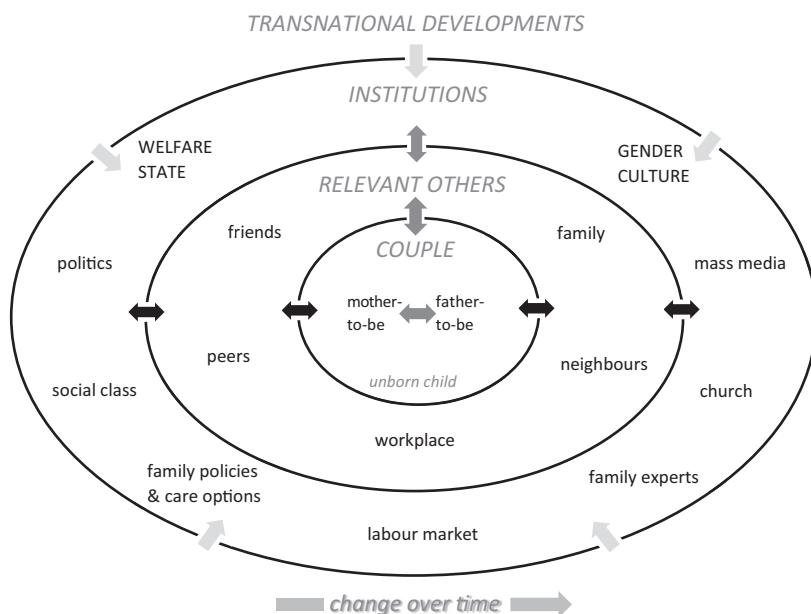 TRANSNATIONAL DEVELOPMENTS
INSTITUTIONS
WELFARE
STATE
GENDER
CULTURE
RELEVANT OTHERS
friends
family
COUPLE
politics
mass media
mother-
to-be
father-
to-be
peers
neighbours
unborn child
social class
church
workplace
family policies
& care options
family experts
labour market
change over time